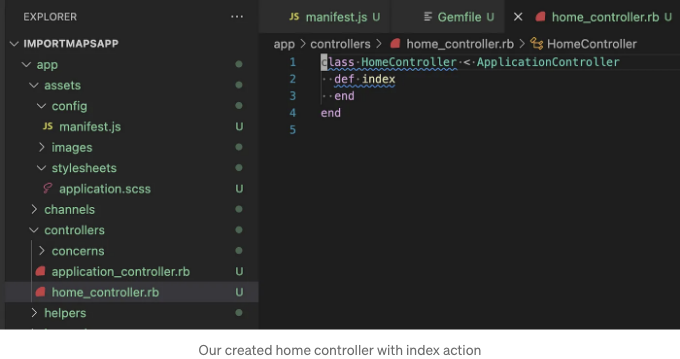 EXPLORER ...
IMPORTMAPSAPP
app
assets
config
JS manifest.js U
images
stylesheets
application.scss U
channels
controllers
concerns
application_controller.rb U
home_controller.rb U
helpers
JS manifest.js U Gemfile U home_controller.rb U
app > controllers > home_controller.rb > HomeController
1 class HomeController < ApplicationController
2 def index
3 end
4 end
5
Our created home controller with index action